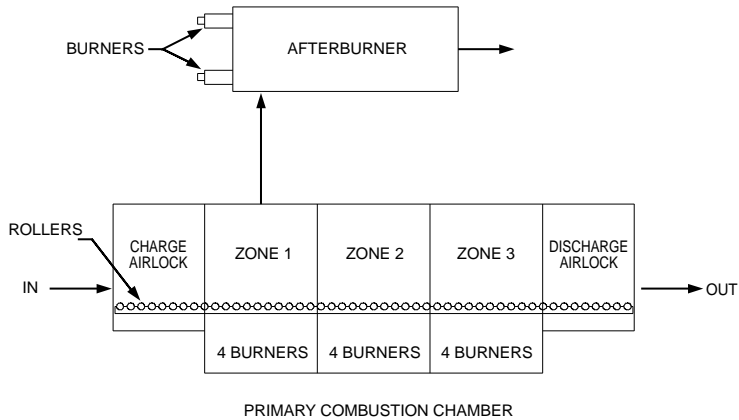 BURNERS
AFTERBURNER
ROLLERS
CHARGE
AIRLOCK
ZONE 1
ZONE 2
ZONE 3
DISCHARGE
AIRLOCK
IN
OUT
4 BURNERS
4 BURNERS
4 BURNERS
PRIMARY COMBUSTION CHAMBER